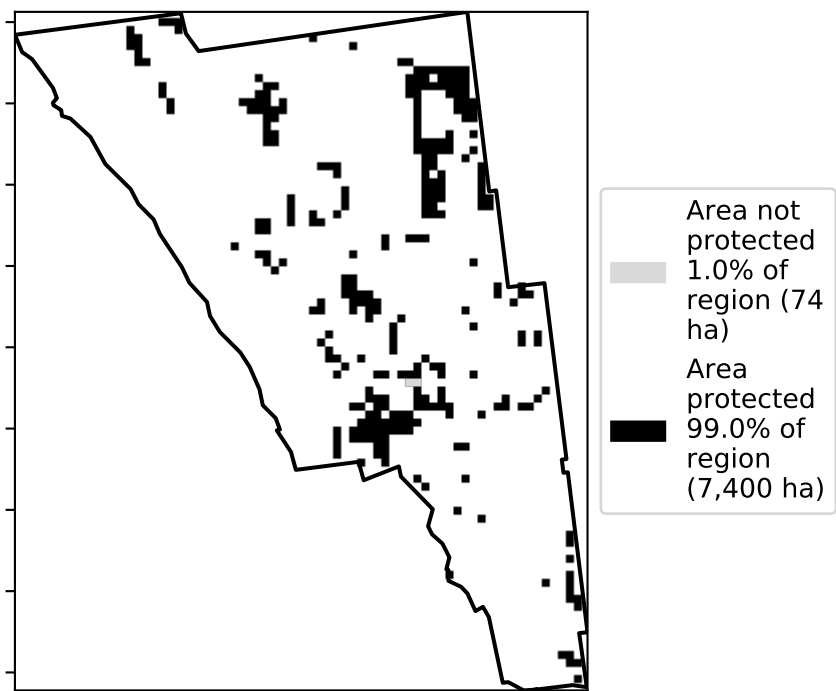 Area not
protected
1.0% of
region (74
ha)
Area
protected
99.0% of
region
(7,400 ha)